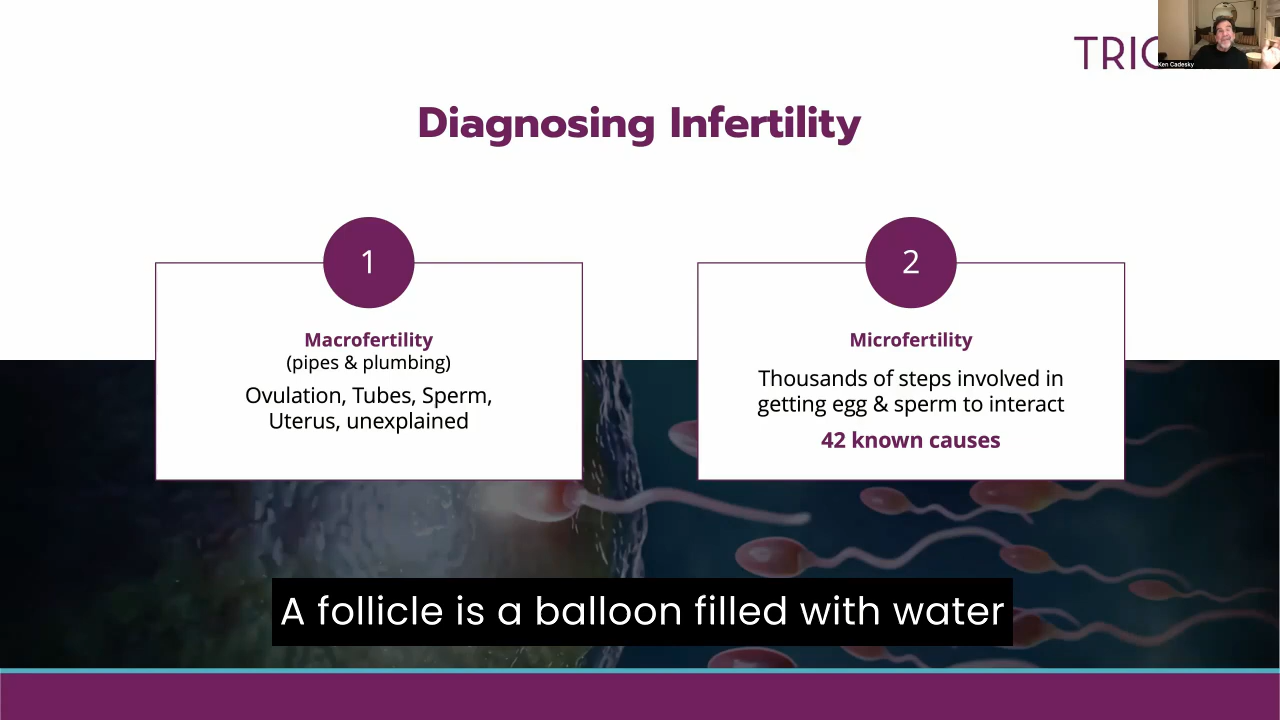 Ken Cadesky
Diagnosing Infertility
1
Macrofertility
(pipes & plumbing)
Ovulation, Tubes, Sperm,
Uterus, unexplained
2
Microfertility
Thousands of steps involved in
getting egg & sperm to interact
42 known causes
A follicle is a balloon filled with water